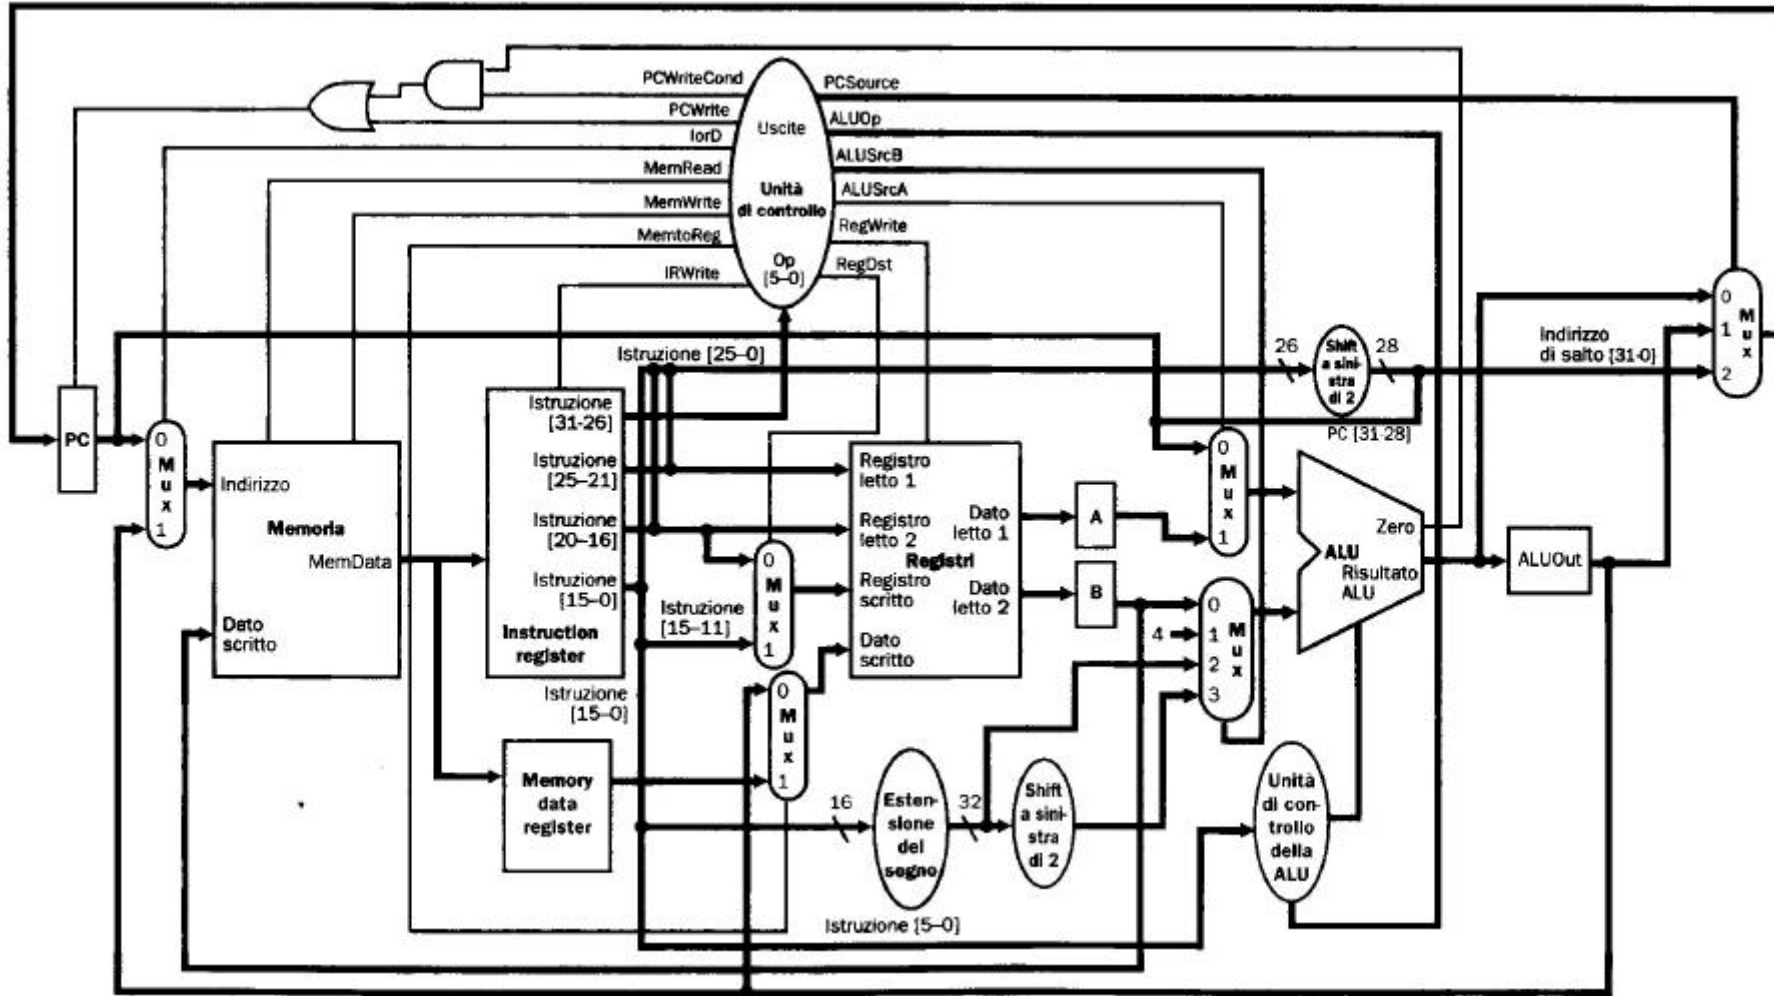 PCWriteCond
PCWrite
IorD
MemRead
MemWrite
MemtoReg
IRWrite
Uscite
Unità
di controllo
Op
[5–0]
PCSource
ALUOp
ALUSrcB
ALUSrcA
RegWrite
RegDst
Istruzione [25–0]
26
Shift
a sini-
stra
di 2
28
Indirizzo
di salto [31-0]
PC [31-28]
0
1
2
M
u
x
PC
0
M
u
x
1
Indirizzo
Memoria
MemData
Dato
scritto
Istruzione
[31-26]
Istruzione
[25–21]
Istruzione
[20–16]
Istruzione
[15–0]
Instruction
register
Istruzione
[15–11]
Istruzione
[15–0]
Memory
data
register
0
M
u
x
1
0
M
u
x
1
Registro
letto 1
Registro
letto 2
Registri
Registro
scritto
Dato
scritto
Dato
letto 1
Dato
letto 2
A
B
0
M
u
x
1
4
0
1
2
3
M
u
x
ALU
Zero
Risultato
ALU
ALUOut
16
Esten-
sione
del
segno
32
Shift
a sini-
stra
di 2
Unità
di con-
trollo
della
ALU
Istruzione [5–0]